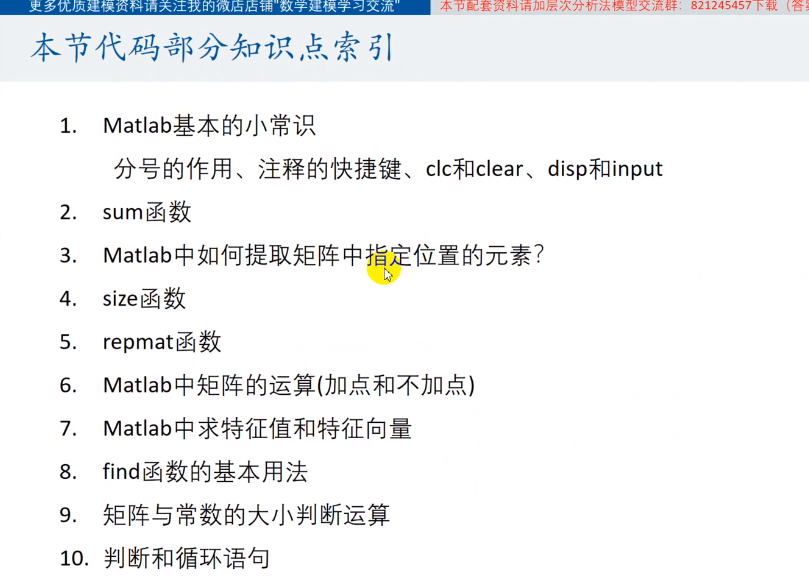 更多优质建模资料请关注我的微店店铺"数学建模学习交流"
本节配套资料请加层次分析法模型交流群：821245457下载（答
本节代码部分知识点索引
1. Matlab基本的小常识
分号的作用、注释的快捷键、clc和clear、disp和input
2. sum函数
3. Matlab中如何提取矩阵中指定位置的元素？
4. size函数
5. repmat函数
6. Matlab中矩阵的运算(加点和不加点)
7. Matlab中求特征值和特征向量
8. find函数的基本用法
9. 矩阵与常数的大小判断运算
10. 判断和循环语句